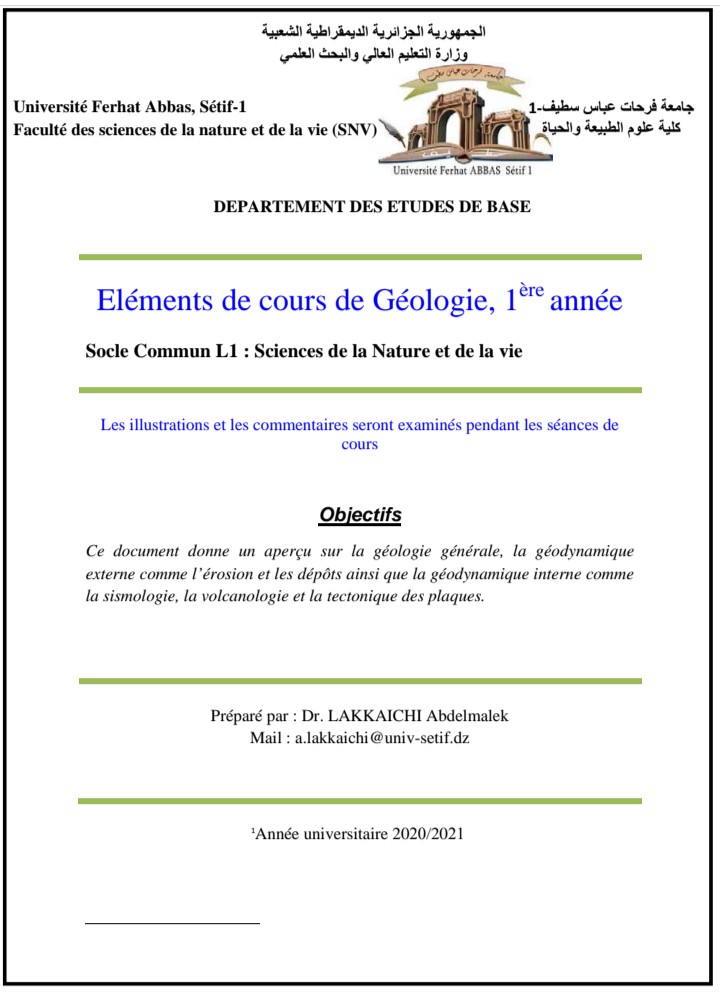 الجمهورية الجزائرية الديمقراطية الشعبية
وزارة التعليم العالي والبحث العلمي
Université Ferhat Abbas, Sétif-1
جامعة فرحات عباس سطيف-1
Faculté des sciences de la nature et de la vie (SNV)
كلية علوم الطبيعة والحياة
جامعة فرحات عباس سطيف
Université Ferhat ABBAS Sétif 1
DEPARTEMENT DES ETUDES DE BASE
Eléments de cours de Géologie, 1ère année
Socle Commun L1 : Sciences de la Nature et de la vie
Les illustrations et les commentaires seront examinés pendant les séances de
cours
Objectifs
Ce document donne un aperçu sur la géologie générale, la géodynamique
externe comme l’érosion et les dépôts ainsi que la géodynamique interne comme
la sismologie, la volcanologie et la tectonique des plaques.
Préparé par : Dr. LAKKAICHI Abdelmalek
Mail : a.lakkaichi@univ-setif.dz
¹Année universitaire 2020/2021